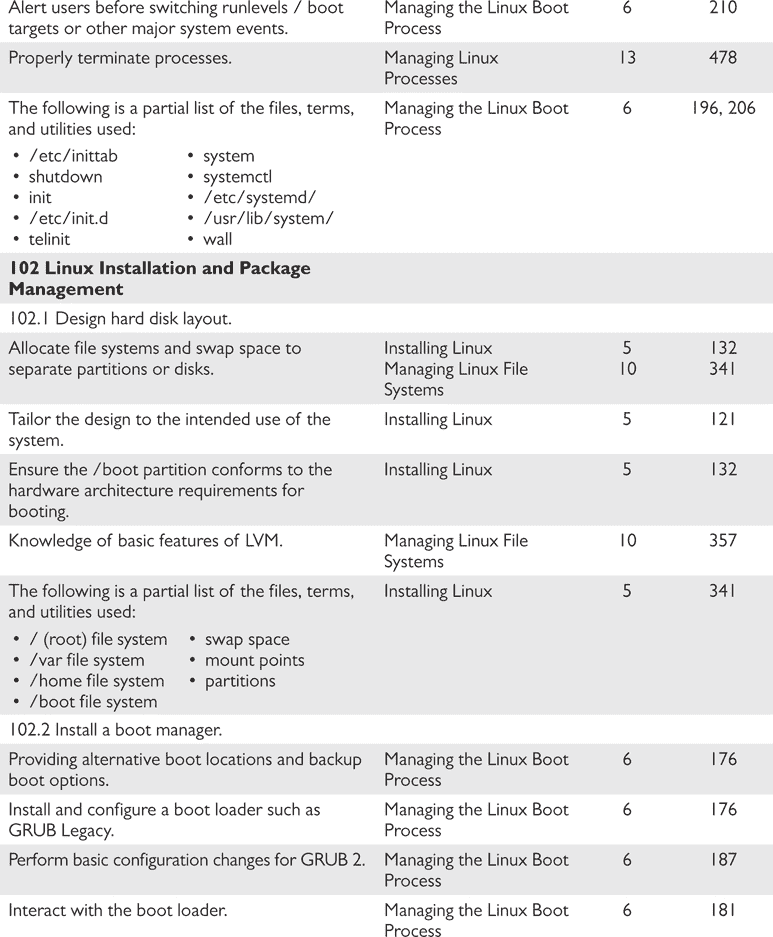 Alert users before switching runlevels / boot Managing the Linux Boot 6 210
targets or other major system events. Process
Properly terminate processes. Managing Linux 13 478
Processes
The following is a partial list of the files, terms, Managing the Linux Boot 6 196, 206
and utilities used: Process
• /etc/inittab • system
• shutdown • systemctl
• init • /etc/systemd/
• /etc/init.d • /usr/lib/system/
• telinit • wall
102 Linux Installation and Package
Management
102.1 Design hard disk layout.
Allocate file systems and swap space to Installing Linux 5 132
separate partitions or disks. Managing Linux File 10 341
Systems
Tailor the design to the intended use of the Installing Linux 5 121
system.
Ensure the /boot partition conforms to the Installing Linux 5 132
hardware architecture requirements for
booting.
Knowledge of basic features of LVM. Managing Linux File 10 357
Systems
The following is a partial list of the files, terms, Installing Linux 5 341
and utilities used:
• / (root) file system • swap space
• /var file system • mount points
• /home file system • partitions
• /boot file system
102.2 Install a boot manager.
Providing alternative boot locations and backup Managing the Linux Boot 6 176
boot options. Process
Install and configure a boot loader such as Managing the Linux Boot 6 176
GRUB Legacy. Process
Perform basic configuration changes for GRUB 2. Managing the Linux Boot 6 187
Process
Interact with the boot loader. Managing the Linux Boot 6 181
Process